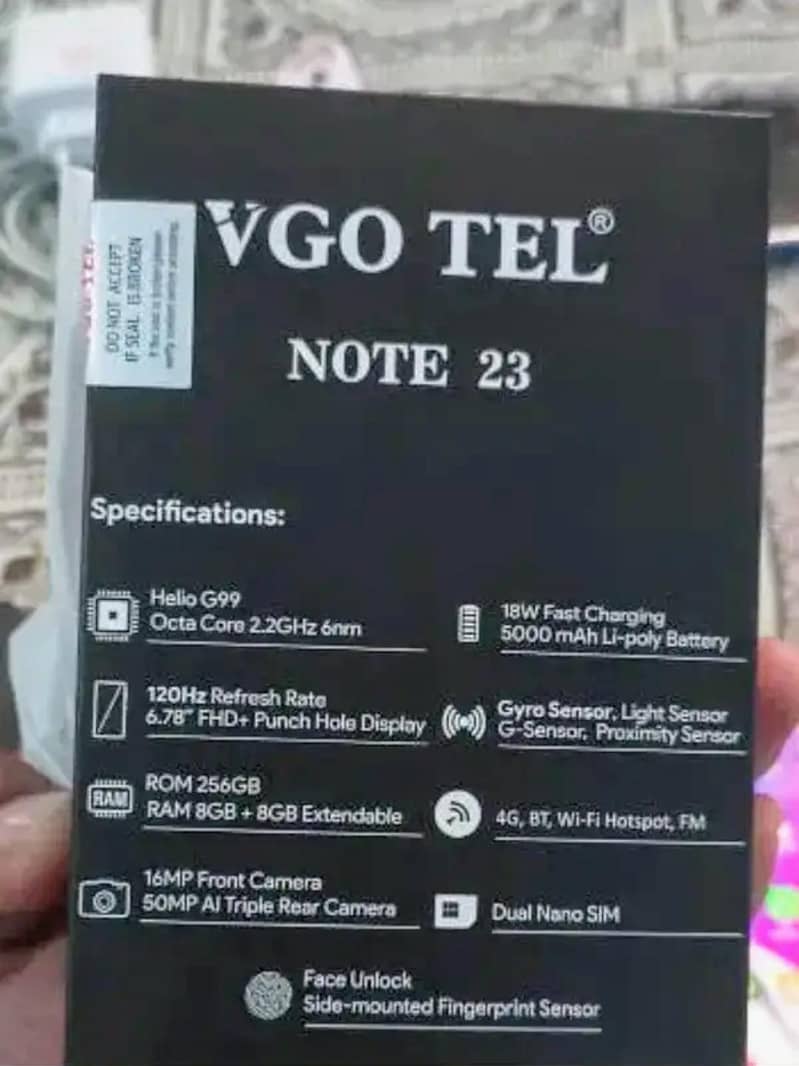 VGO TEL®
DO NOT ACCEPT
IF SEAL IS BROKEN
NOTE 23
Specifications:
Helio G99
Octa Core 2.2GHz 6nm
18W Fast Charging
5000 mAh Li-poly Battery
120Hz Refresh Rate
6.78" FHD+ Punch Hole Display
Gyro Sensor, Light Sensor
G-Sensor, Proximity Sensor
RAM
ROM 256GB
RAM 8GB + 8GB Extendable
4G, BT, Wi-Fi Hotspot, FM
16MP Front Camera
50MP AI Triple Rear Camera
Dual Nano SIM
Face Unlock
Side-mounted Fingerprint Sensor